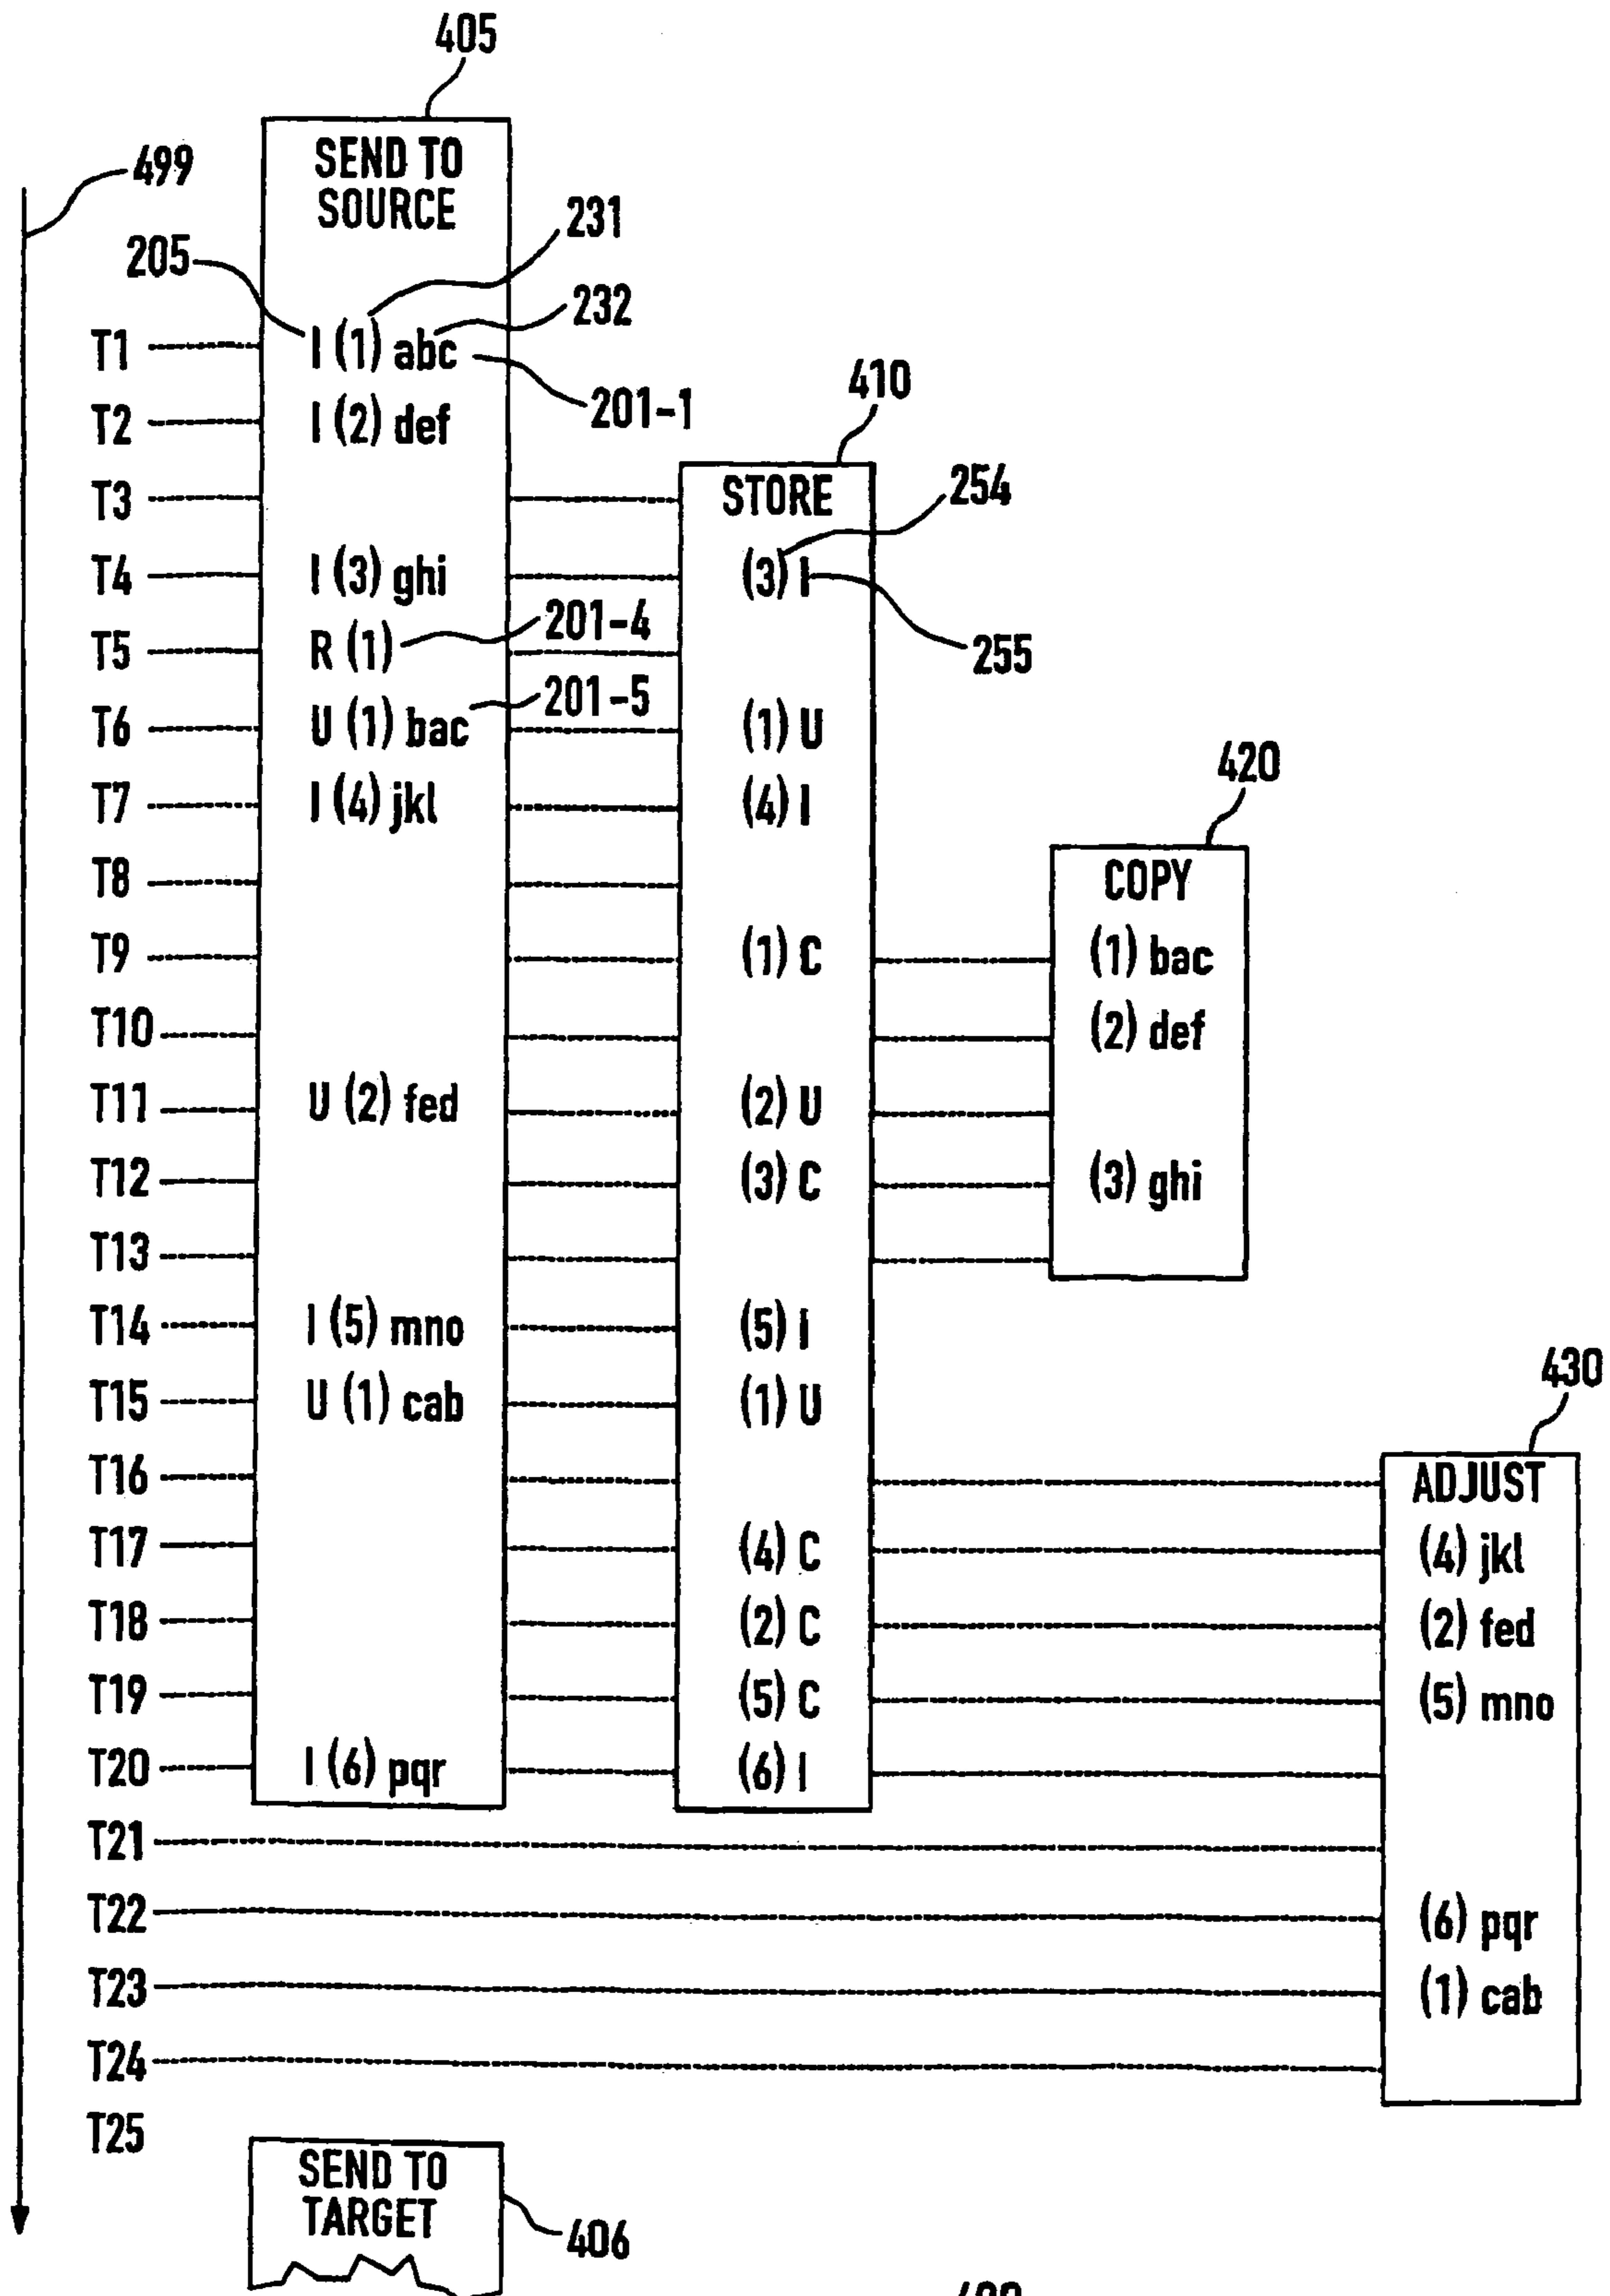 405
SEND TO
SOURCE
499
231
205
232
T1 I (1) abc
201-1
410
T2 I (2) def
T3 STORE
254
T4 I (3) ghi (3) I
201-4
T5 R (1)
255
201-5
T6 U (1) bac (1) U
420
T7 I (4) jkl (4) I
T8 COPY
T9 (1) C (1) bac
T10 (2) def
T11 U (2) fed (2) U
T12 (3) C (3) ghi
T13
T14 I (5) mno (5) I
430
T15 U (1) cab (1) U
T16 ADJUST
T17 (4) C (4) jkl
T18 (2) C (2) fed
T19 (5) C (5) mno
T20 I (6) pqr (6) I
T21
T22 (6) pqr
T23 (1) cab
T24
T25
SEND TO
TARGET
406